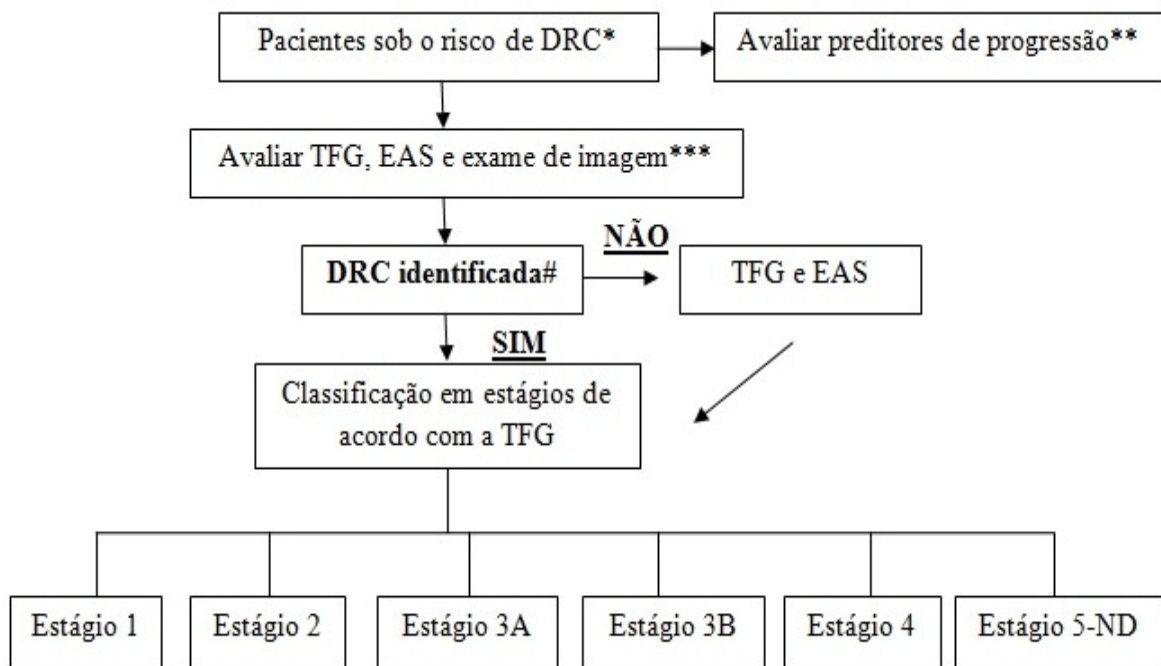 Pacientes sob o risco de DRC*
Avaliar preditores de progressão**
Avaliar TFG, EAS e exame de imagem***
NÃO
DRC identificada#
TFG e EAS
SIM
Classificação em estágios de
acordo com a TFG
Estágio 1
Estágio 2
Estágio 3A
Estágio 3B
Estágio 4
Estágio 5-ND